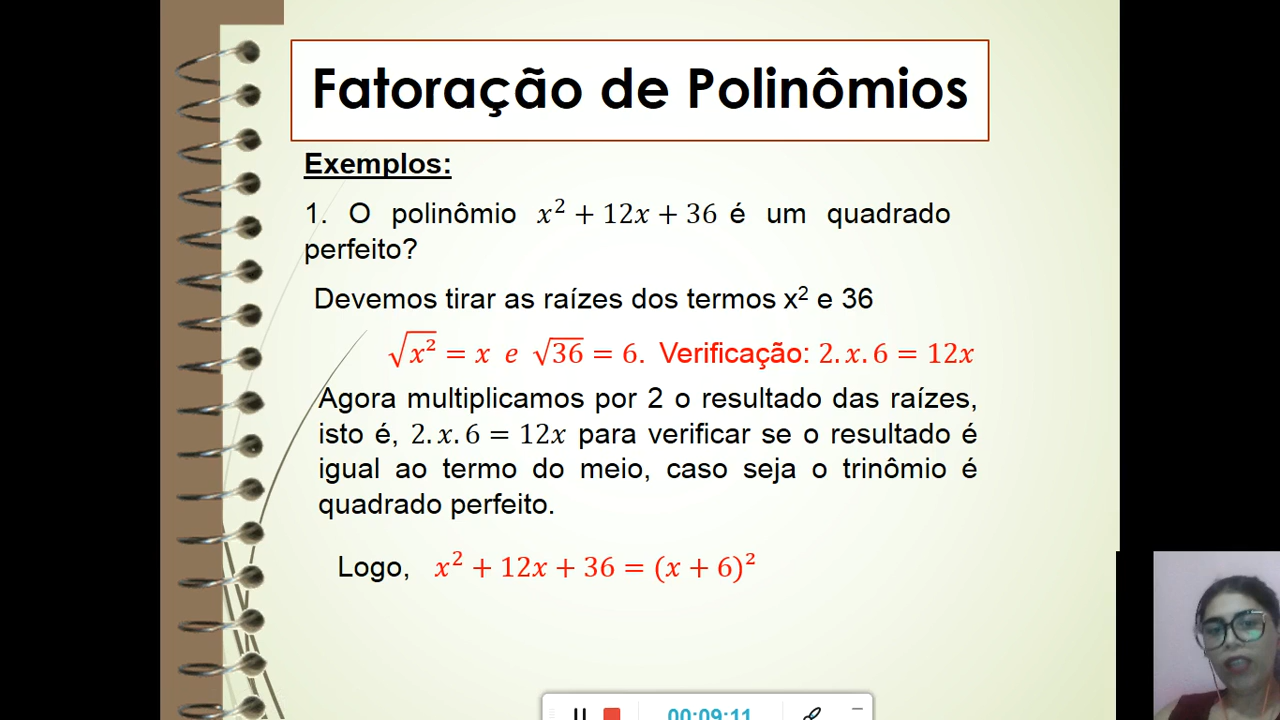 Fatoração de Polinômios
Exemplos:
1. O polinômio x² + 12x + 36 é um quadrado
perfeito?
Devemos tirar as raízes dos termos x² e 36
√x² = x e √36 = 6. Verificação: 2. x. 6 = 12x
Agora multiplicamos por 2 o resultado das raízes,
isto é, 2. x. 6 = 12x para verificar se o resultado é
igual ao termo do meio, caso seja o trinômio é
quadrado perfeito.
Logo, x² + 12x + 36 = (x + 6)²
00:09:11